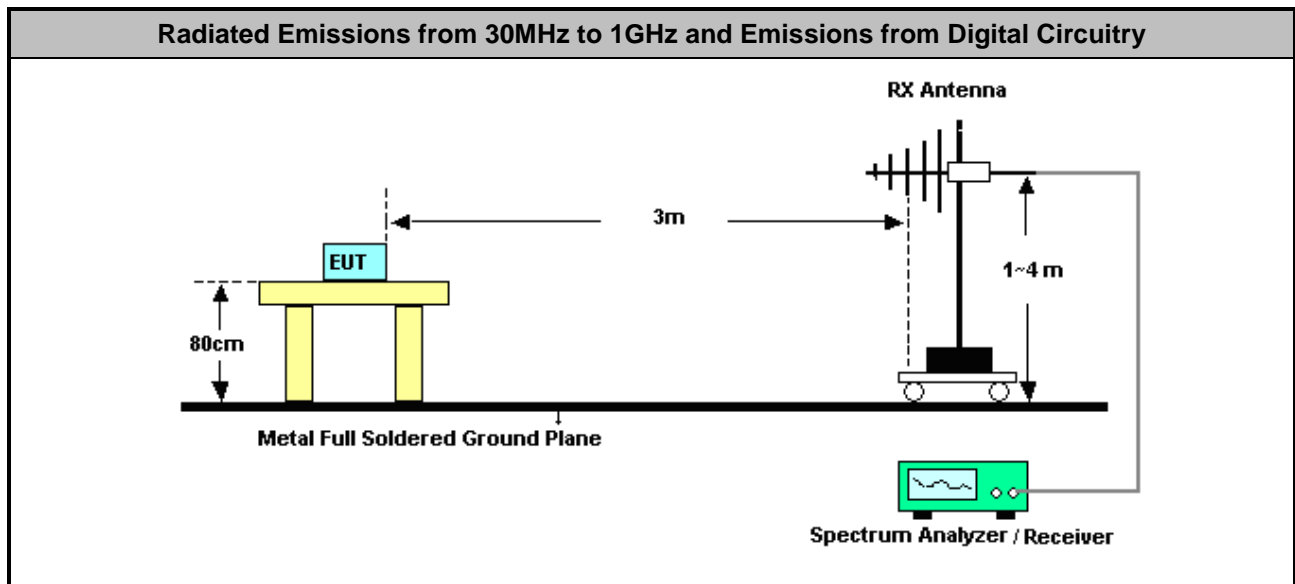 Radiated Emissions from 30MHz to 1GHz and Emissions from Digital Circuitry
RX Antenna
3m
EUT
1~4 m
80cm
Metal Full Soldered Ground Plane
Spectrum Analyzer / Receiver